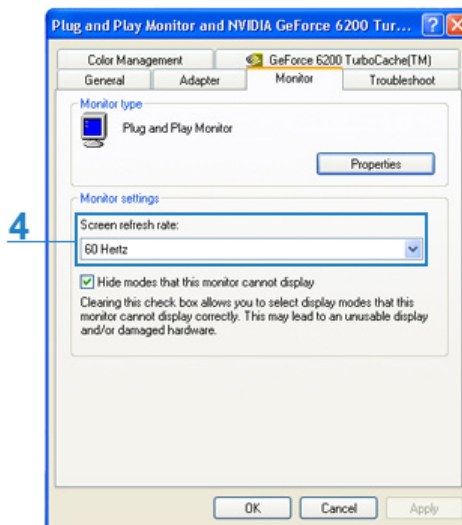 Plug and Play Monitor and NVIDIA GeForce 6200 Tur...
Color Management
GeForce 6200 TurboCache(TM)
General
Adapter
Monitor
Troubleshoot
Monitor type
Plug and Play Monitor
Properties
Monitor settings
4
Screen refresh rate:
60 Hertz
Hide modes that this monitor cannot display
Clearing this check box allows you to select display modes that this
monitor cannot display correctly. This may lead to an unusable display
and/or damaged hardware.
OK
Cancel
Apply